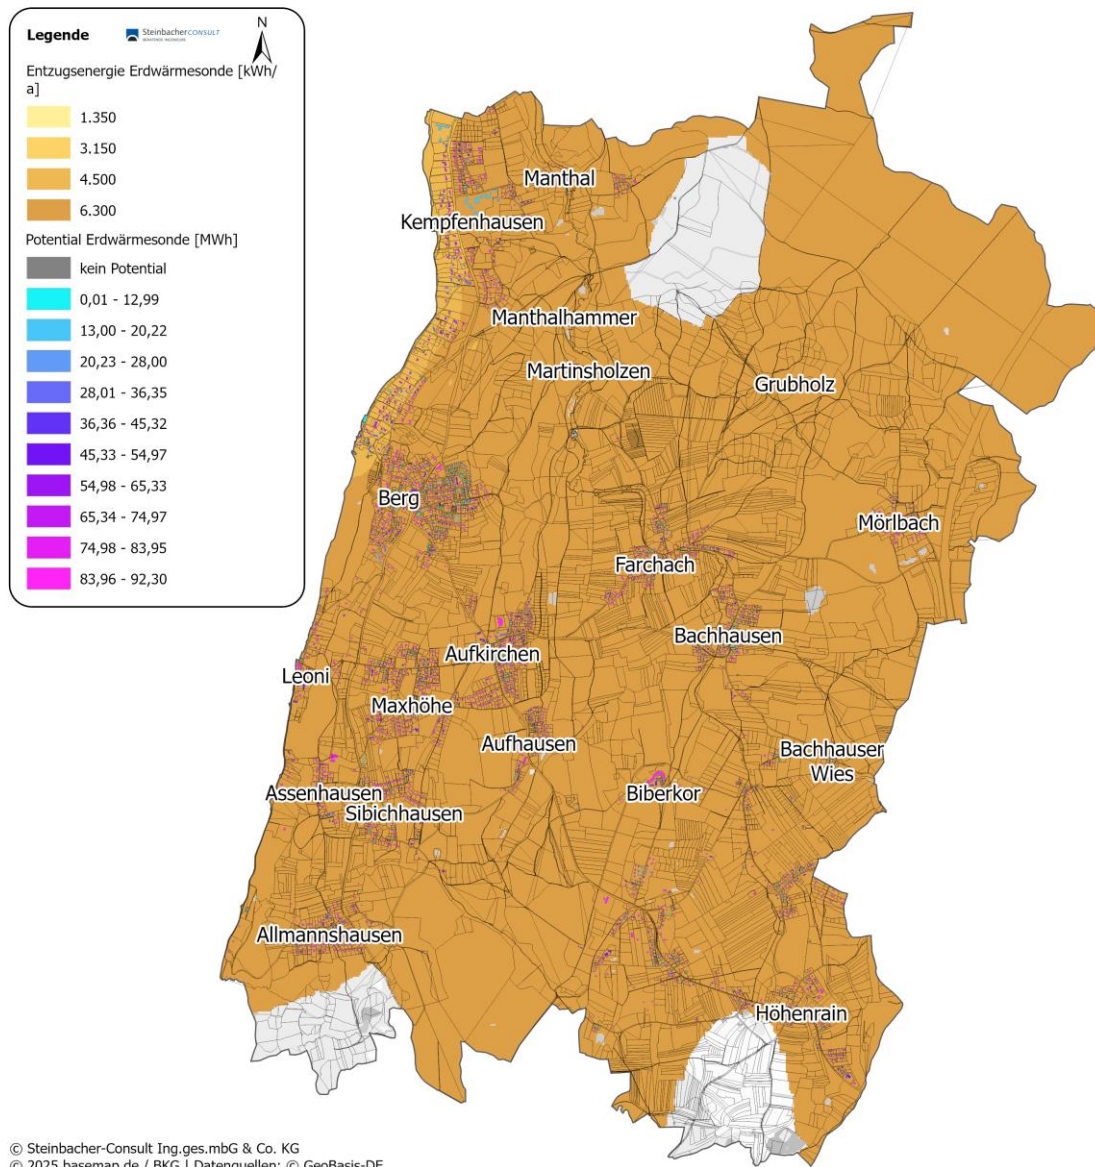 Legende
SteinbacherCONSULT
N
Entzugsenergie Erdwärmesonde [kWh/
a]
1.350
3.150
4.500
6.300
Potential Erdwärmesonde [MWh]
kein Potential
0,01 - 12,99
13,00 - 20,22
20,23 - 28,00
28,01 - 36,35
36,36 - 45,32
45,33 - 54,97
54,98 - 65,33
65,34 - 74,97
74,98 - 83,95
83,96 - 92,30
Manthal
Kempfenhausen
Manthalhammer
Martinsholzen
Grubholz
Berg
Mörlbach
Farchach
Bachhausen
Aufkirchen
Leoni
Maxhöhe
Aufhausen
Bachhauser
Wies
Assenhausen
Biberkor
Sibichhausen
Allmannshausen
Höhenrain
© Steinbacher-Consult Ing.ges.mbG & Co. KG
© 2025 basemap.de / BKG | Datenquellen: © GeoBasis-DE